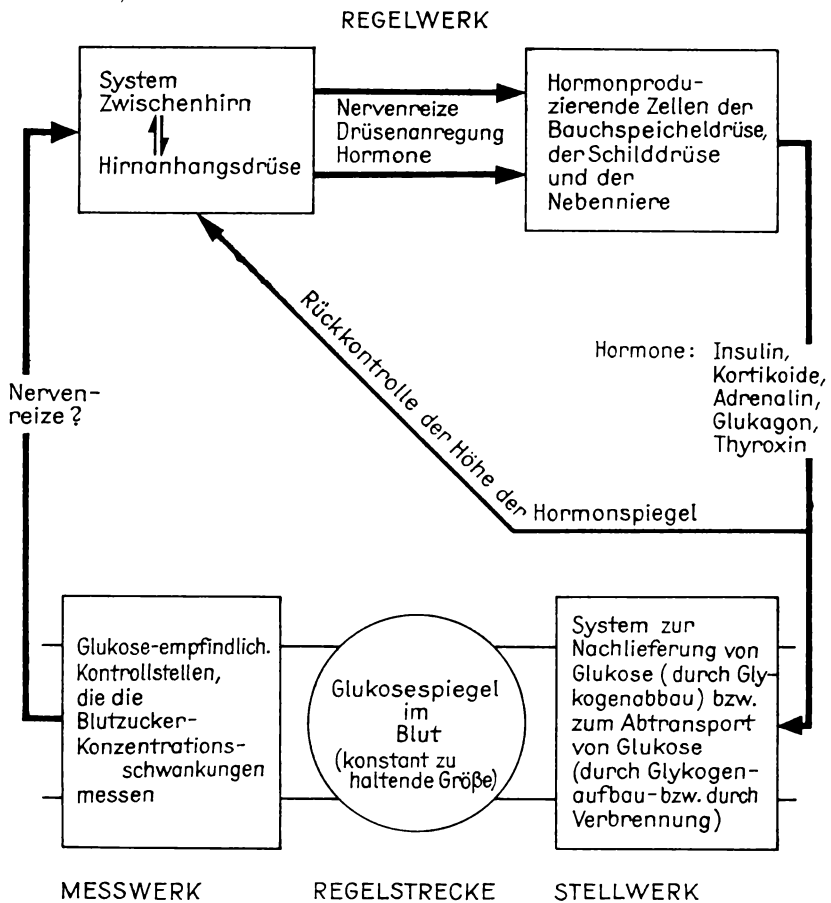 REGELWERK
System
Zwischenhirn
Hirnanhangsdrüse
Nervenreize
Drüsenanregung
Hormone
Hormonprodu-
zierende Zellen der
Bauchspeicheldrüse,
der Schilddrüse
und der
Nebenniere
Nerven-
reize?
Rückkontrolle der Höhe der Hormonspiegel
Hormone: Insulin,
Kortikoide,
Adrenalin,
Glukagon,
Thyroxin
Glukose-empfindlich.
Kontrollstellen,
die die
Blutzucker-
Konzentrations-
schwankungen
messen
Glukosespiegel
im
Blut
(konstant zu
haltende Größe)
System zur
Nachlieferung von
Glukose (durch Gly-
kogenabbau) bzw.
zum Abtransport
von Glukose
(durch Glykogen-
aufbau-bzw. durch
Verbrennung)
MESSWERK
REGELSTRECKE
STELLWERK